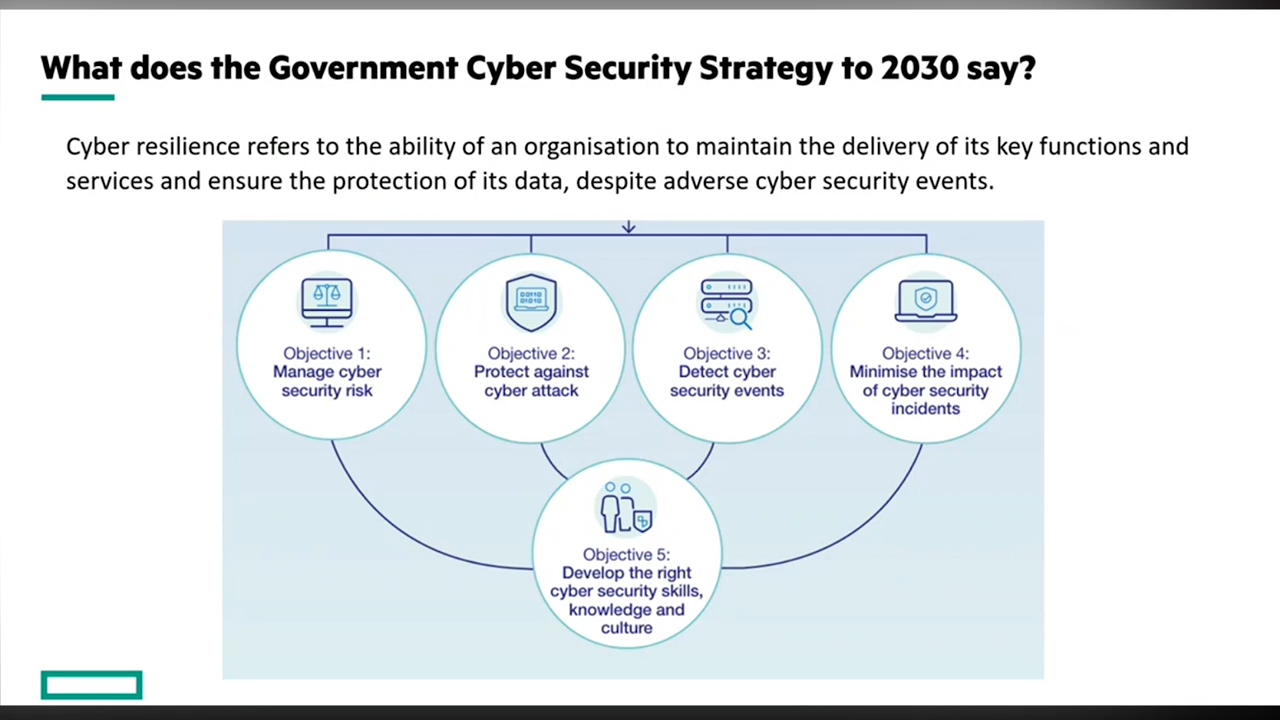 What does the Government Cyber Security Strategy to 2030 say?
Cyber resilience refers to the ability of an organisation to maintain the delivery of its key functions and
services and ensure the protection of its data, despite adverse cyber security events.
Objective 1:
Manage cyber
security risk
00110
01010
Objective 2:
Protect against
cyber attack
Objective 3:
Detect cyber
security events
Objective 4:
Minimise the impact
of cyber security
incidents
Objective 5:
Develop the right
cyber security skills,
knowledge and
culture